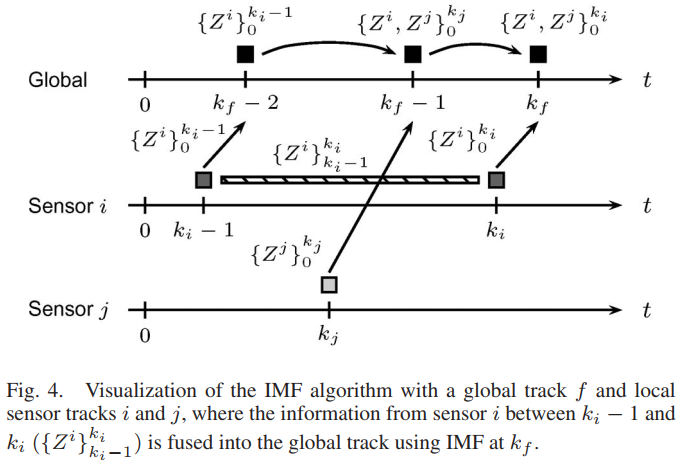 {Z^i}_0^{k_i−1} {Z^i, Z^j}_0^{k_j} {Z^i, Z^j}_0^{k_i}
Global t
0 k_f − 2 k_f − 1 k_f
{Z^i}_0^{k_i−1} {Z^i}_{k_i−1}^{k_i} {Z^i}_0^{k_i}
Sensor i t
0 k_i − 1 k_i
{Z^j}_0^{k_j}
Sensor j t
0 k_j
Fig. 4. Visualization of the IMF algorithm with a global track f and local
sensor tracks i and j, where the information from sensor i between k_i − 1 and
k_i ({Z^i}_{k_i−1}^{k_i}) is fused into the global track using IMF at k_f.